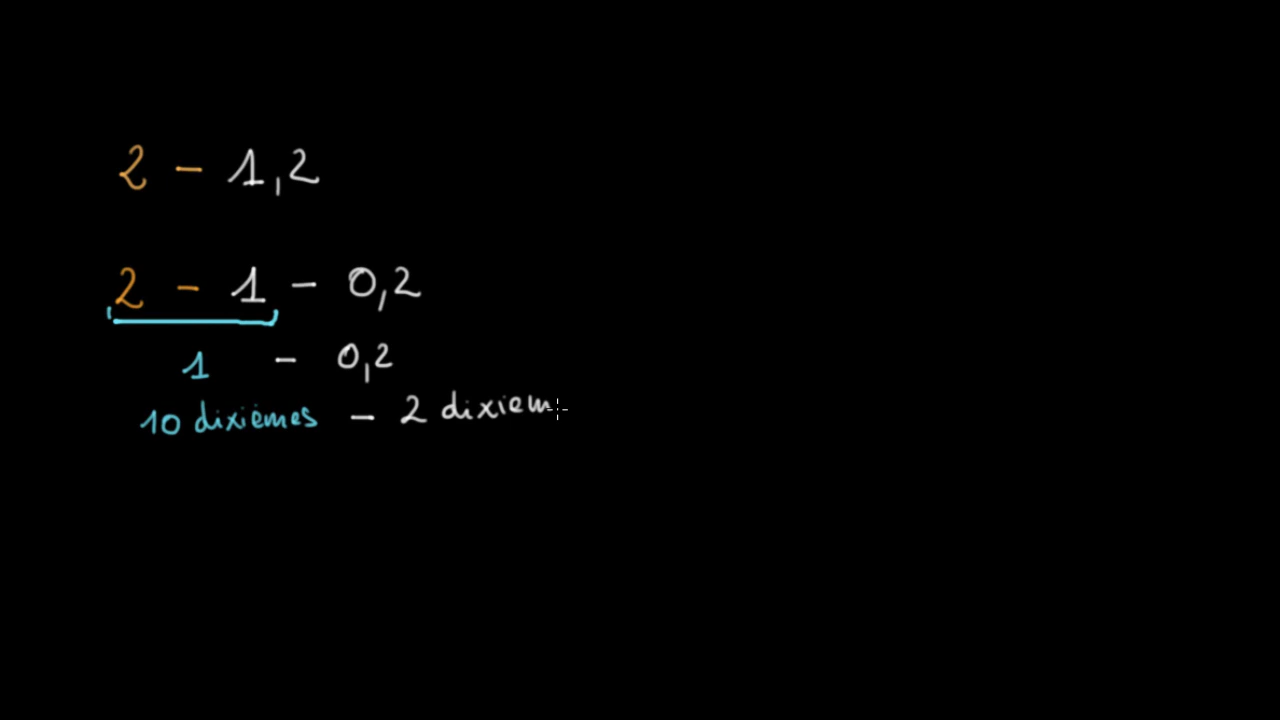 2 - 1,2
2 - 1 - 0,2
1 - 0,2
10 dixièmes - 2 dixiem